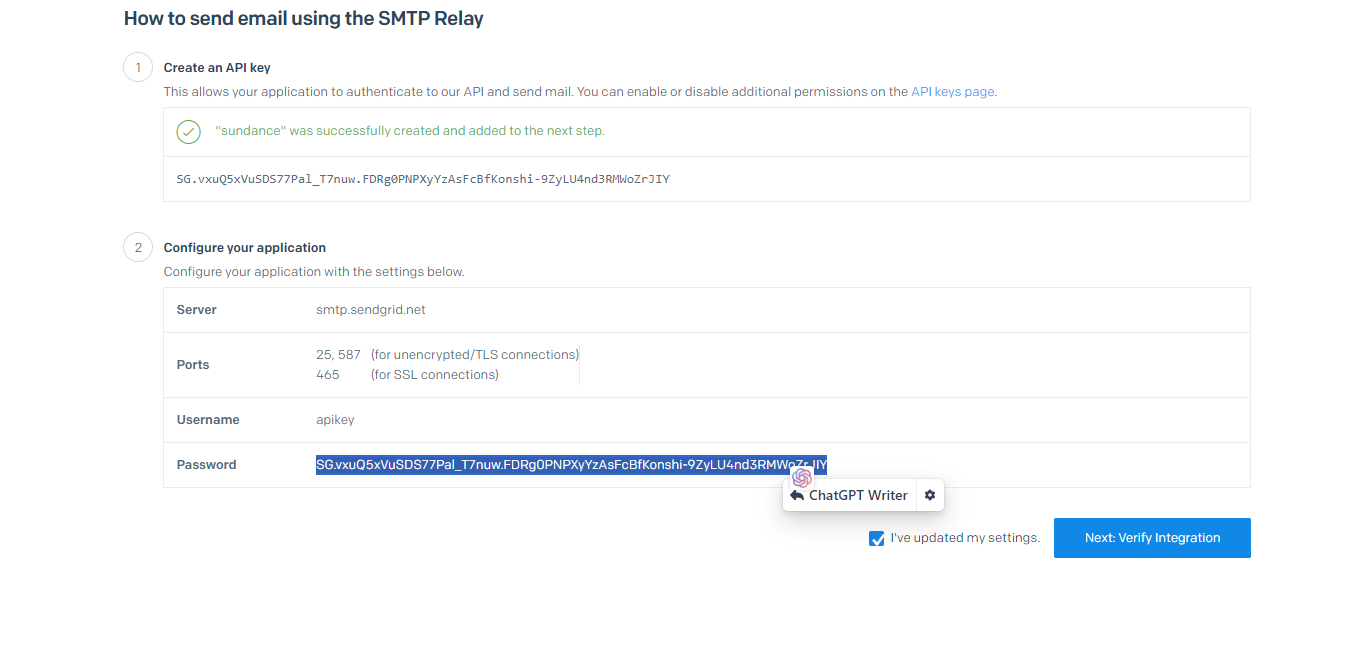 How to send email using the SMTP Relay
1
Create an API key
This allows your application to authenticate to our API and send mail. You can enable or disable additional permissions on the API keys page.
"sundance" was successfully created and added to the next step.
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
2
Configure your application
Configure your application with the settings below.
Server smtp.sendgrid.net
Ports
25, 587 (for unencrypted/TLS connections)
465 (for SSL connections)
Username apikey
Password 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
ChatGPT Writer
I've updated my settings.
Next: Verify Integration